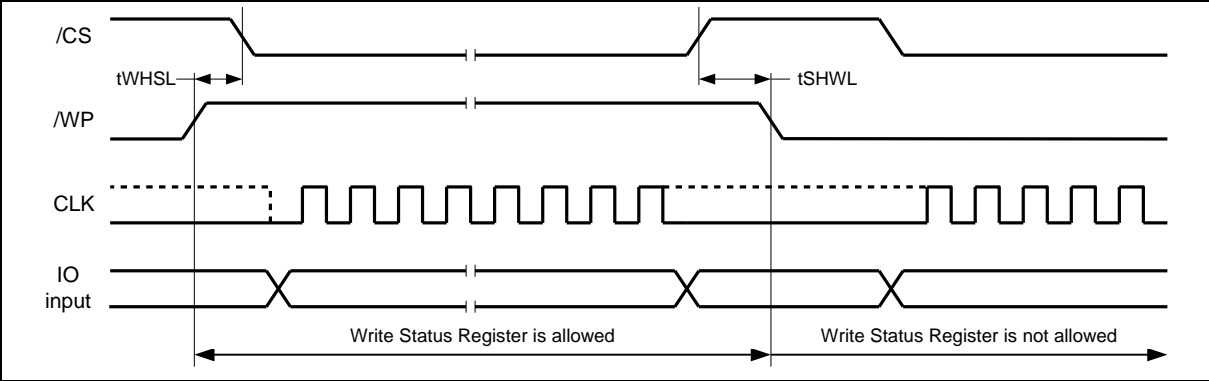 /CS
tWHSL
tSHWL
/WP
CLK
IO
input
Write Status Register is allowed
Write Status Register is not allowed